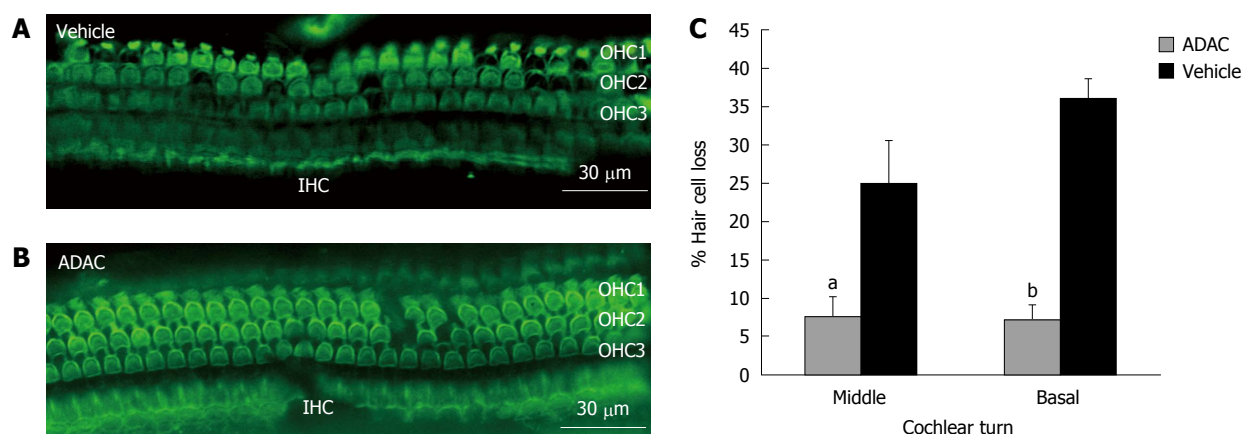 A
Vehicle
OHC1
OHC2
OHC3
IHC
30 μm
B
ADAC
OHC1
OHC2
OHC3
IHC
30 μm
C
ADAC
Vehicle
% Hair cell loss
45
40
35
30
25
20
15
10
5
0
a
b
Middle
Basal
Cochlear turn